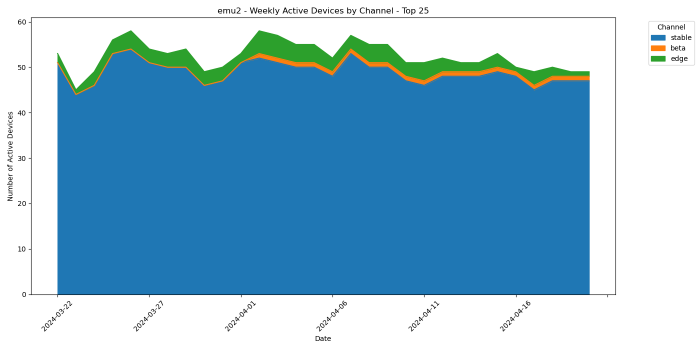 emu2 - Weekly Active Devices by Channel - Top 25
Number of Active Devices
60
50
40
30
20
10
0
2024-03-22
2024-03-27
2024-04-01
2024-04-06
2024-04-11
2024-04-16
Date
Channel
stable
beta
edge